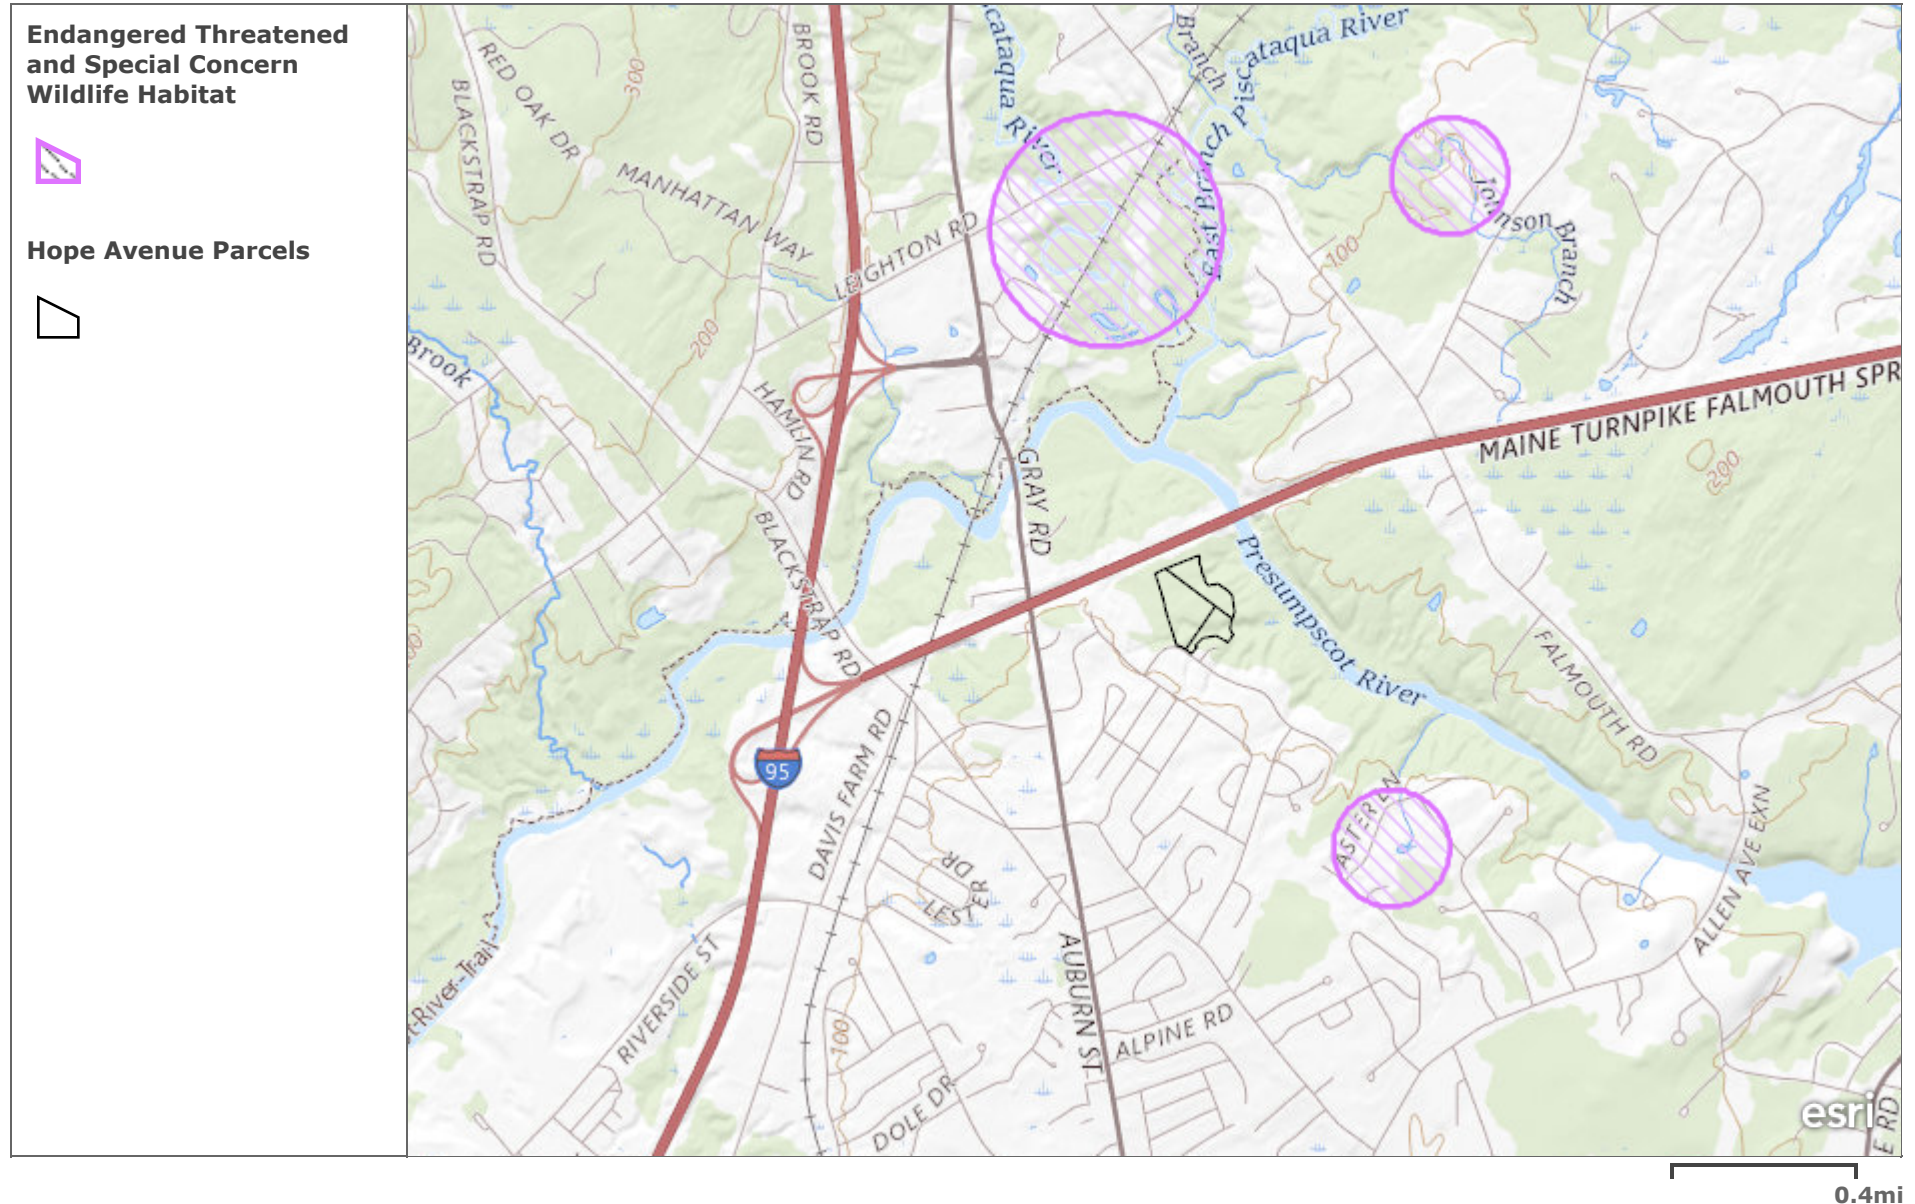 Endangered Threatened
and Special Concern
Wildlife Habitat
Hope Avenue Parcels
BLACKSTRAP RD
RED OAK DR
300
BROOK RD
MANHATTAN WAY
LEIGHTON RD
cataqua
River
Branch
Piscataqua River
East Branch
Johnson
Branch
100
200
Brook
HAMLIN RD
GRAY RD
MAINE TURNPIKE FALMOUTH SPR
200
BLACKSTRAP RD
Presumpscot River
FALMOUTH RD
95
DAVIS FARM RD
ASTER LN
ALLEN AVE EXN
LESTER DR
t-River-Trail
RIVERSIDE ST
AUBURN ST
100
ALPINE RD
DOLE DR
esri
E RD
0.4mi